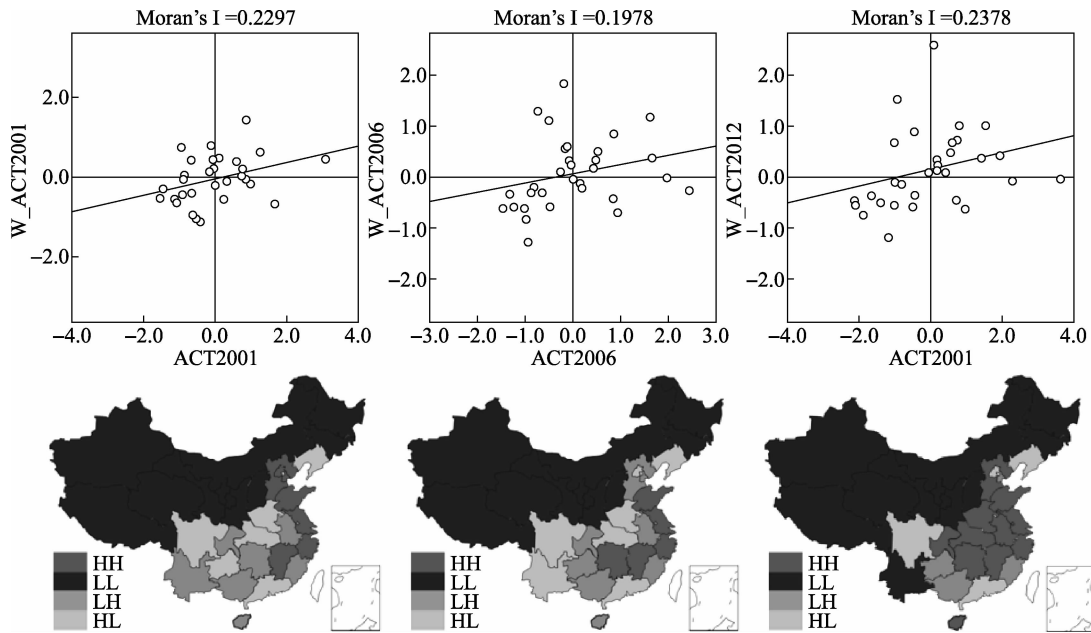 Moran's I =0.2297
Moran's I =0.1978
Moran's I =0.2378
W_ACT2001
2.0
0.0
−2.0
−4.0
−2.0
0.0
2.0
4.0
ACT2001
W_ACT2006
2.0
1.0
0.0
−1.0
−2.0
−3.0
−2.0
−1.0
0.0
1.0
2.0
3.0
ACT2006
W_ACT2012
2.0
1.0
0.0
−1.0
−2.0
−4.0
−2.0
0.0
2.0
4.0
ACT2001
HH
LL
LH
HL
HH
LL
LH
HL
HH
LL
LH
HL